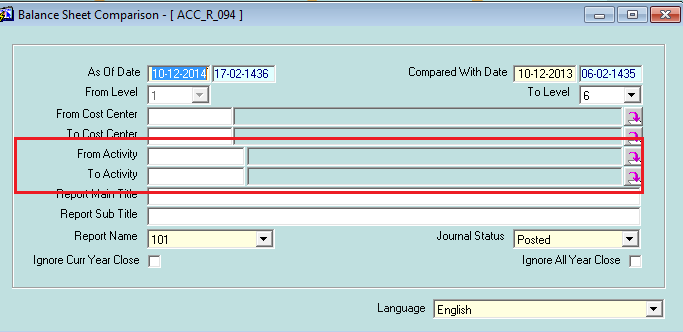 Balance Sheet Comparison - [ ACC_R_094 ]
As Of Date 10-12-2014 17-02-1436 Compared With Date 10-12-2013 06-02-1435
From Level 1 To Level 6
From Cost Center
To Cost Center
From Activity
To Activity
Report Main Title
Report Sub Title
Report Name 101 Journal Status Posted
Ignore Curr Year Close Ignore All Year Close
Language English